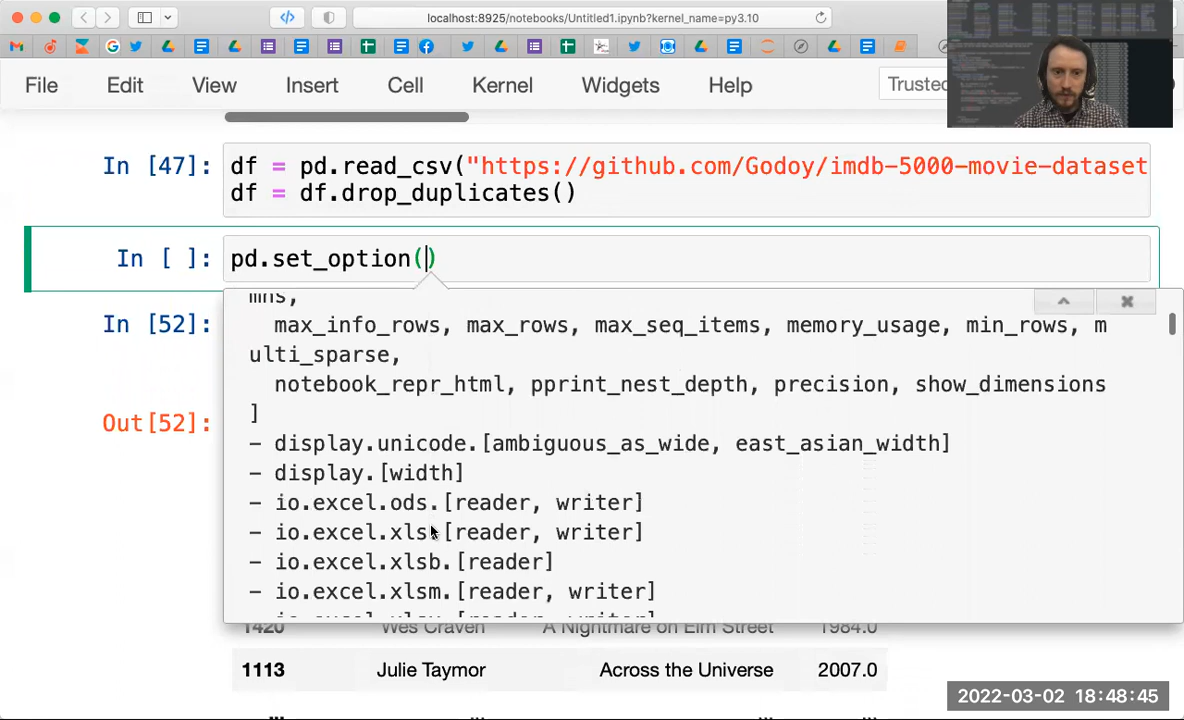 localhost:8925/notebooks/Untitled1.ipynb?kernel_name=py3.10
File Edit View Insert Cell Kernel Widgets Help Trusted
In [47]: df = pd.read_csv("https://github.com/Godoy/imdb-5000-movie-dataset
df = df.drop_duplicates()
In [ ]: pd.set_option()
mns,
max_info_rows, max_rows, max_seq_items, memory_usage, min_rows, m
ulti_sparse,
notebook_repr_html, pprint_nest_depth, precision, show_dimensions
]
- display.unicode.[ambiguous_as_wide, east_asian_width]
- display.[width]
- io.excel.ods.[reader, writer]
- io.excel.xls.[reader, writer]
- io.excel.xlsb.[reader]
- io.excel.xlsm.[reader, writer]
In [52]:
Out[52]:
1420 Wes Craven A Nightmare on Elm Street 1984.0
1113 Julie Taymor Across the Universe 2007.0
... ... ... ...
2022-03-02 18:48:45